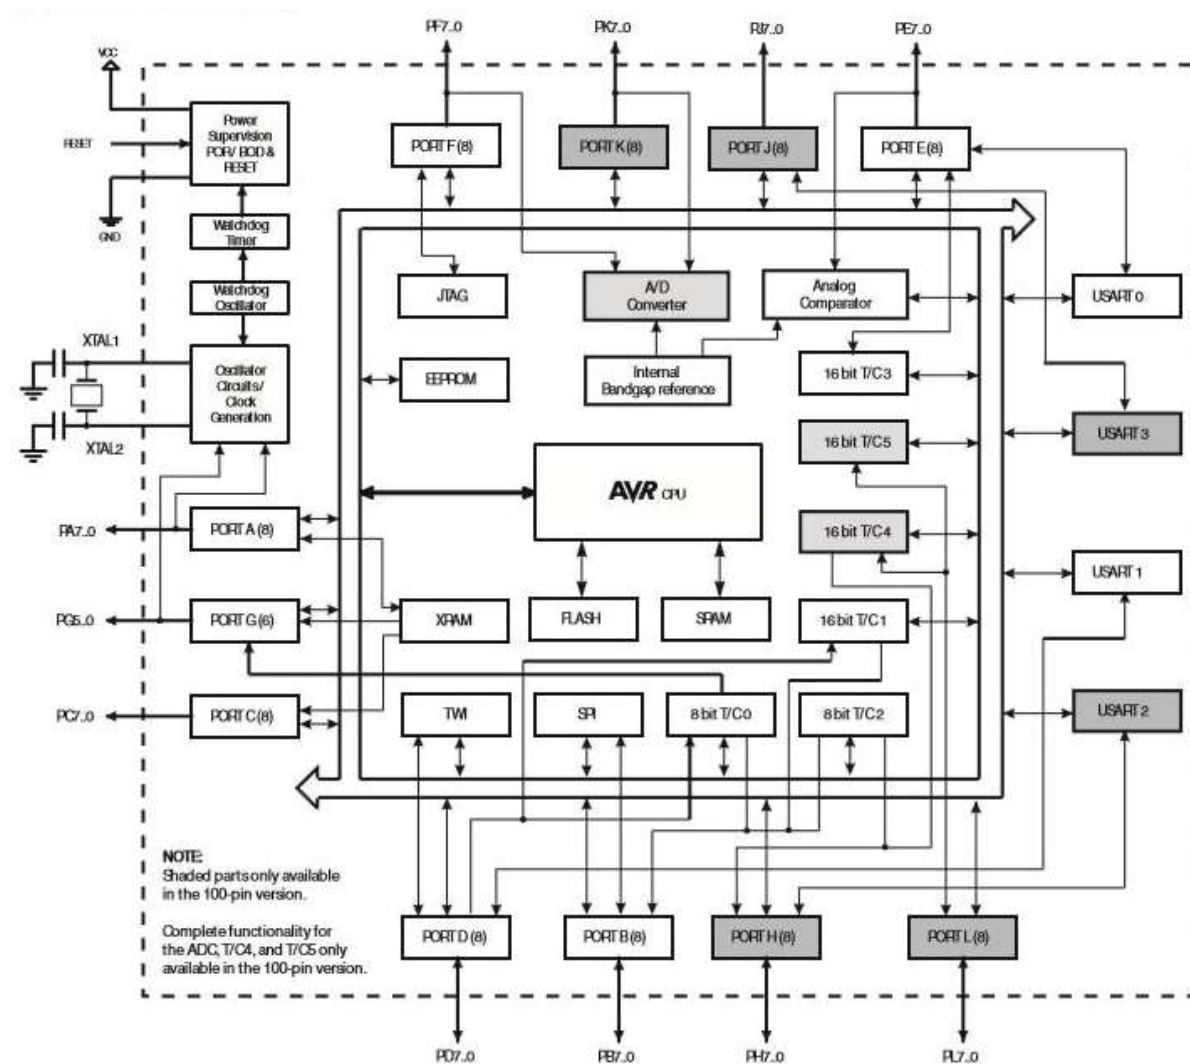 PF7..0
PK7..0
PJ7..0
PE7..0
VCC
RESET
GND
Power
Supervision
POR/ BOD &
RESET
PORT F (8)
PORT K (8)
PORT J (8)
PORT E (8)
Watchdog
Timer
Watchdog
Oscillator
JTAG
A/D
Converter
Analog
Comparator
USART 0
XTAL1
Oscillator
Circuits/
Clock
Generation
XTAL2
EEPROM
Internal
Bandgap reference
16 bit T/C3
16 bit T/C5
USART 3
AVR CPU
PA7..0
PORT A (8)
16 bit T/C4
USART 1
PG5..0
PORT G (6)
XRAM
FLASH
SRAM
16 bit T/C1
PC7..0
PORT C (8)
TWI
SPI
8 bit T/C0
8 bit T/C2
USART 2
NOTE:
Shaded parts only available
in the 100-pin version.
Complete functionality for
the ADC, T/C4, and T/C5 only
available in the 100-pin version.
PORT D (8)
PORT B (8)
PORT H (8)
PORT L (8)
PD7..0
PB7..0
PH7..0
PL7..0